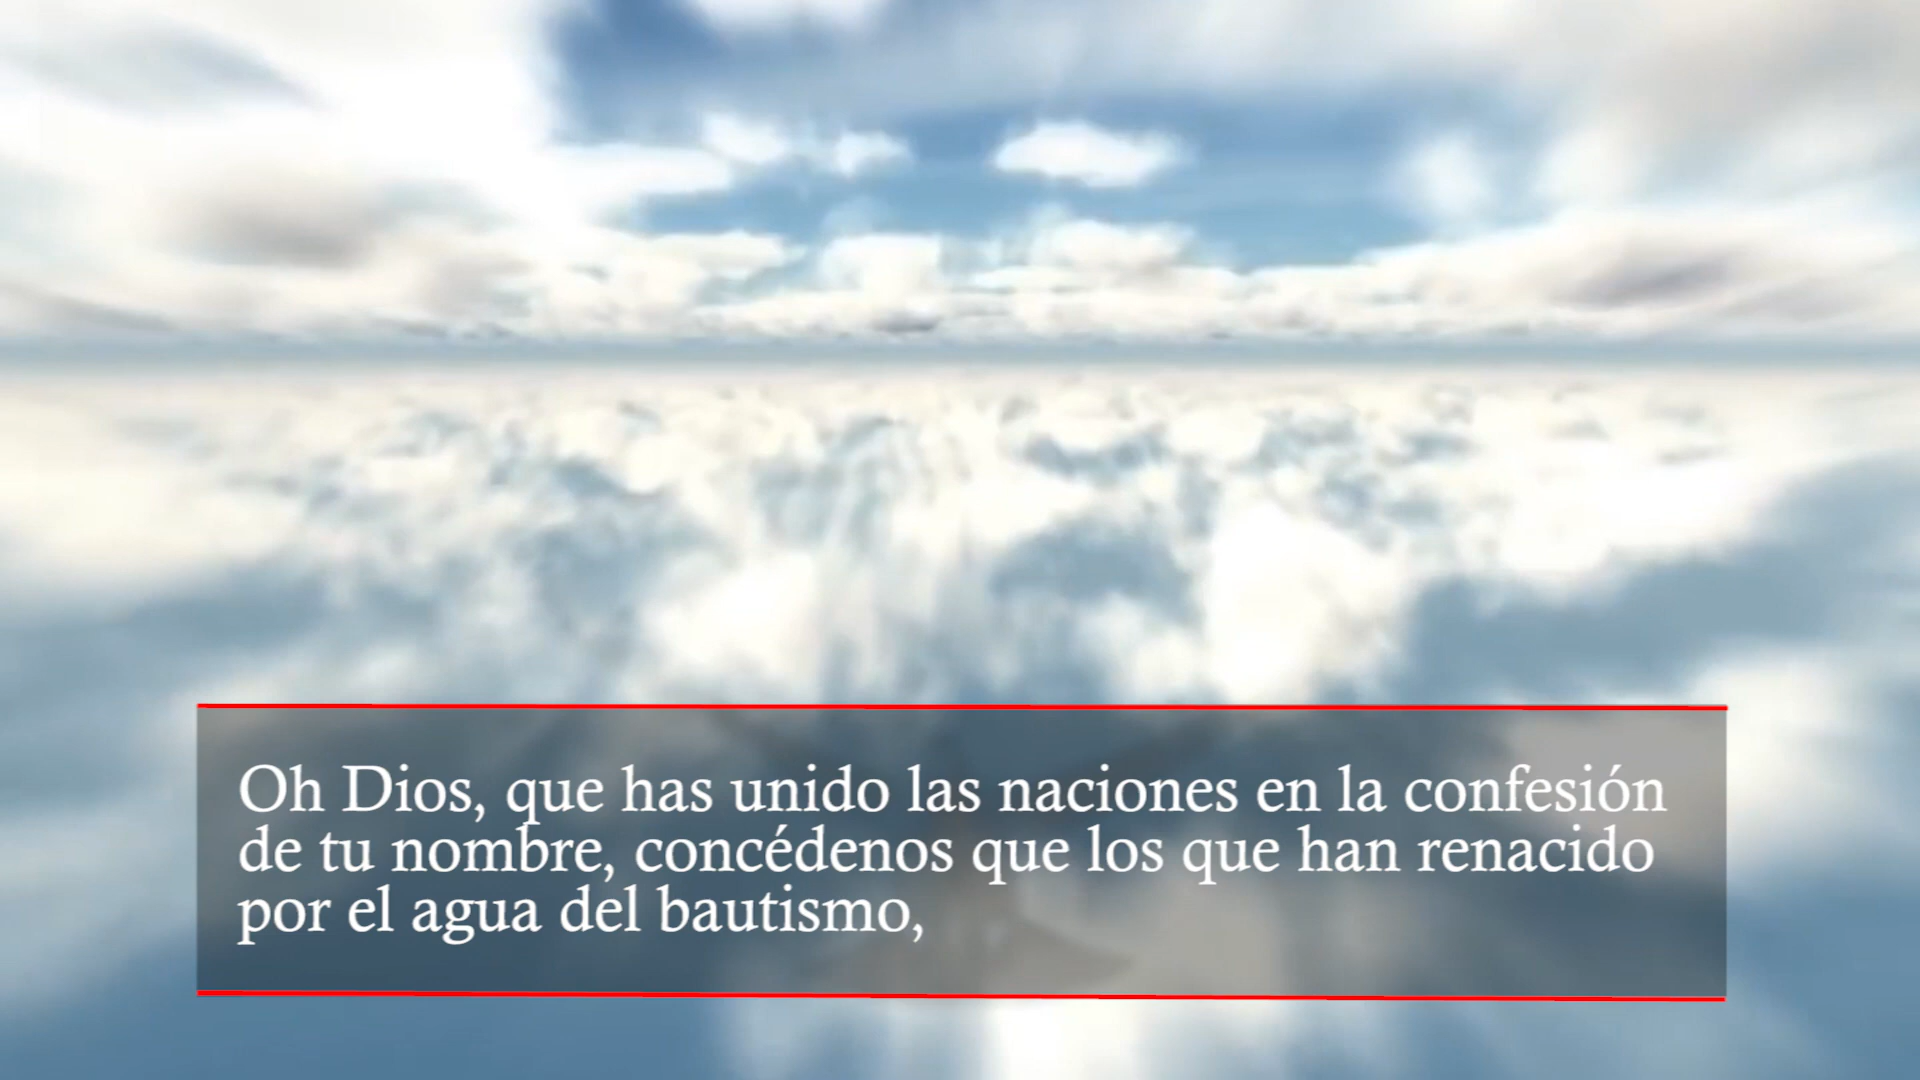 Oh Dios, que has unido las naciones en la confesión
de tu nombre, concédenos que los que han renacido
por el agua del bautismo,